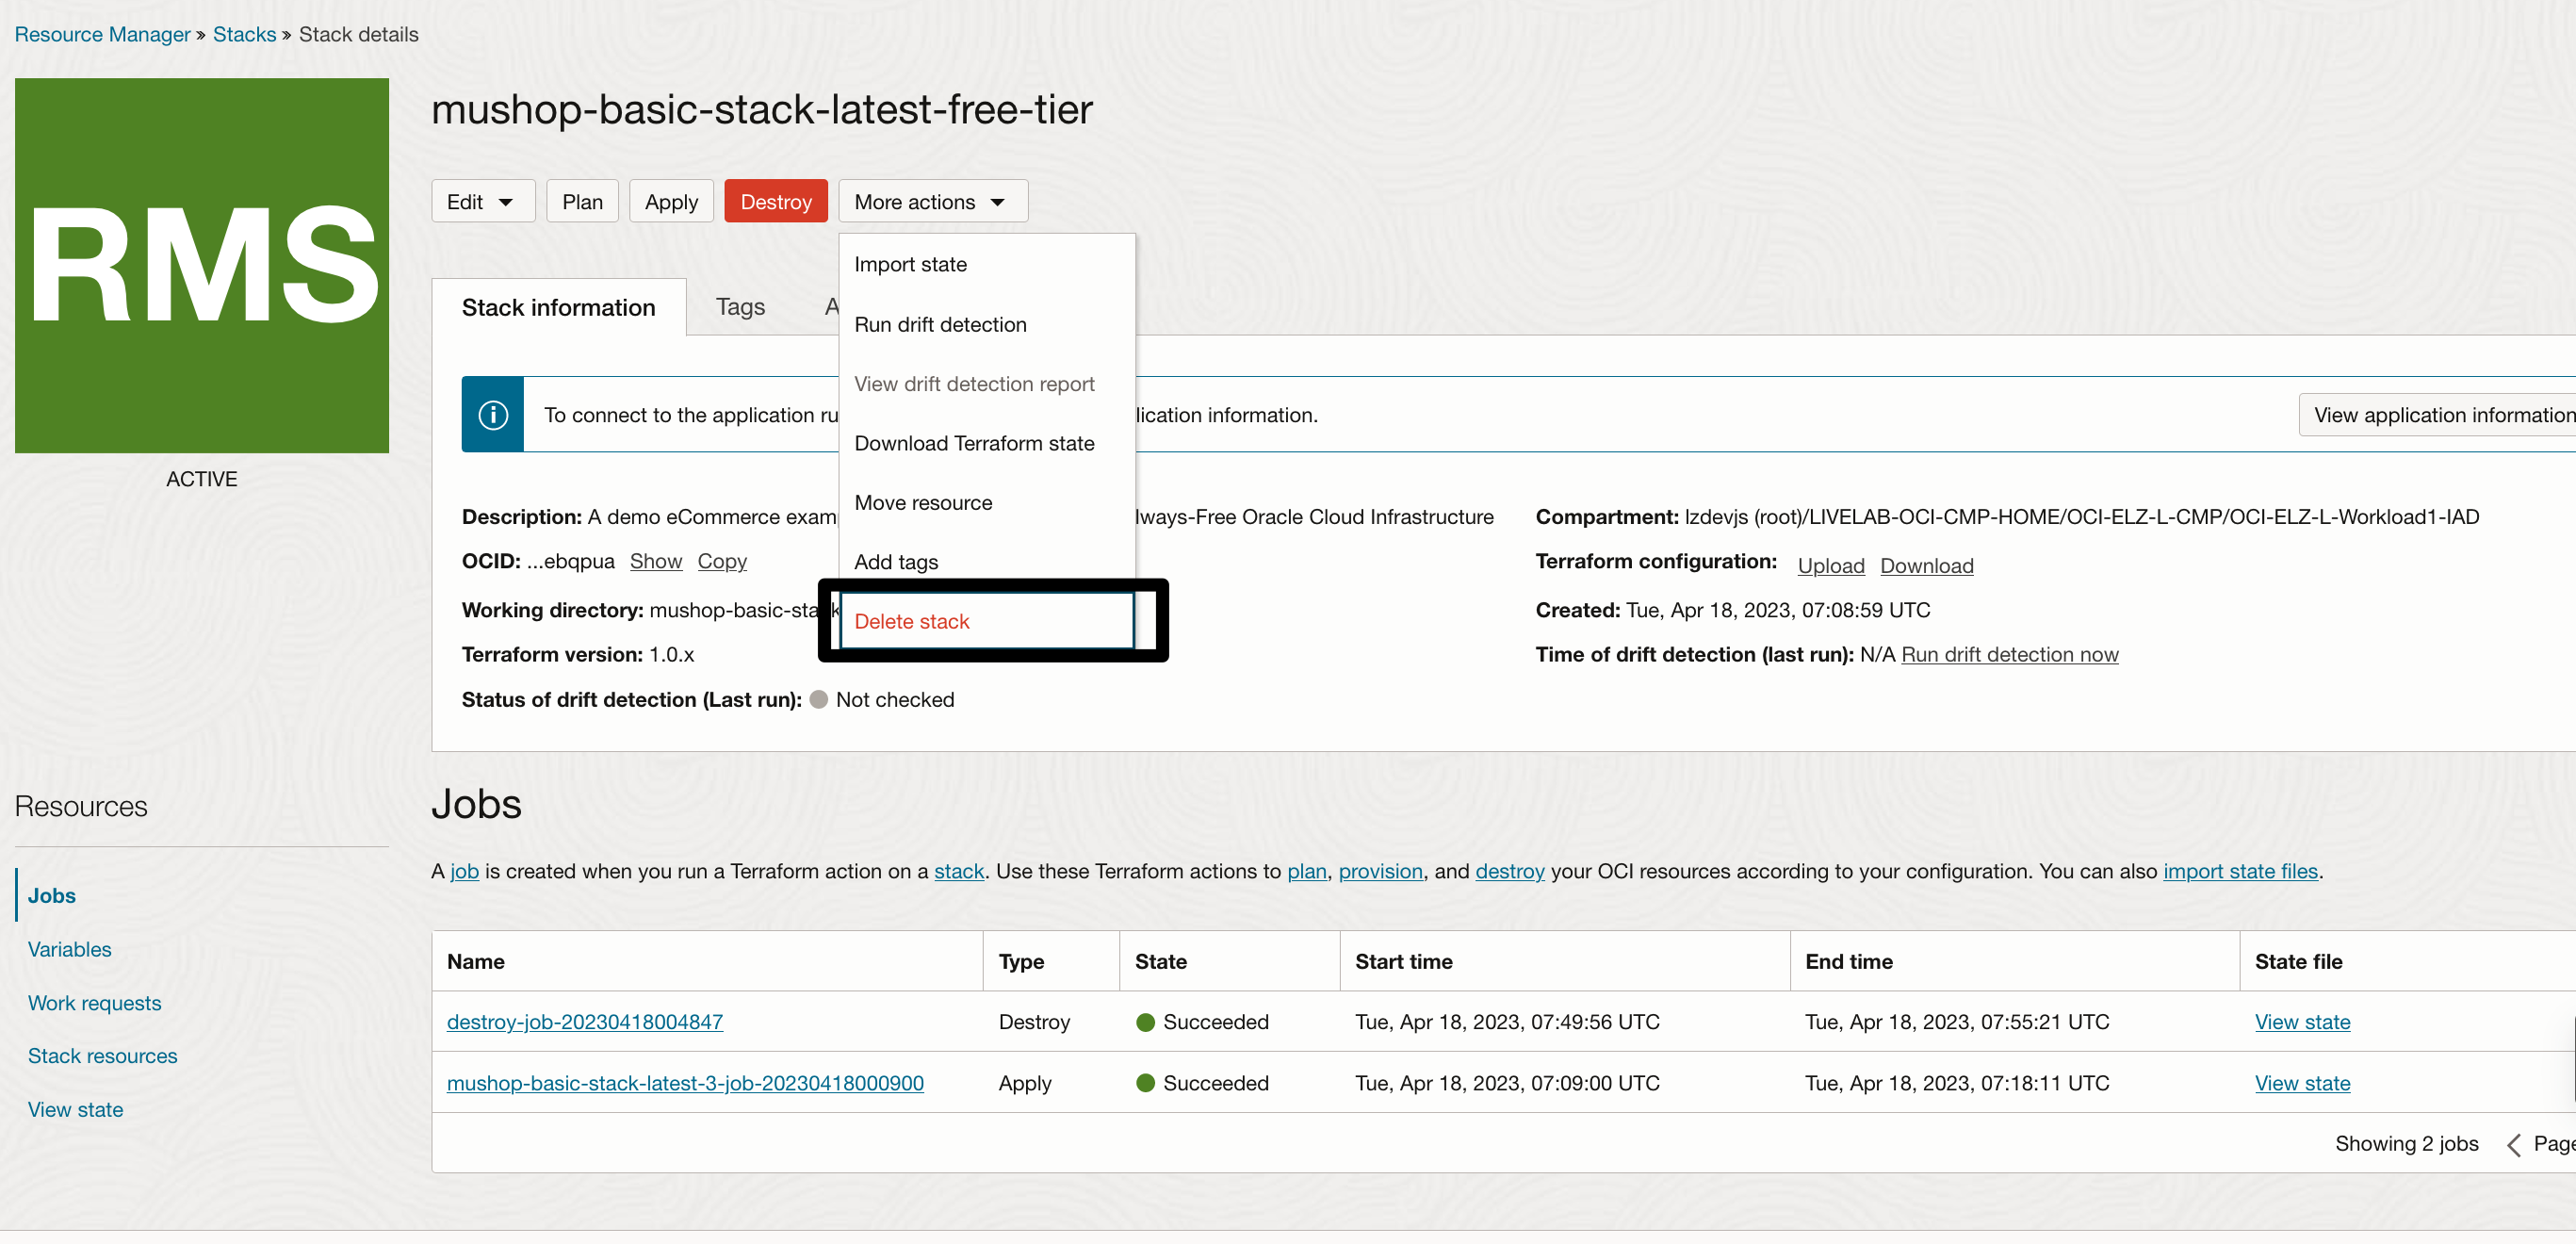 Resource Manager » Stacks » Stack details
RMS
ACTIVE
mushop-basic-stack-latest-free-tier
Edit Plan Apply Destroy More actions
Import state
Run drift detection
View drift detection report
Download Terraform state
Move resource
Add tags
Delete stack
Stack information Tags A
To connect to the application ru lication information. View application information
Description: A demo eCommerce exam lways-Free Oracle Cloud Infrastructure
OCID: ...ebqpua Show Copy
Working directory: mushop-basic-stack
Terraform version: 1.0.x
Status of drift detection (Last run): Not checked
Compartment: lzdevjs (root)/LIVELAB-OCI-CMP-HOME/OCI-ELZ-L-CMP/OCI-ELZ-L-Workload1-IAD
Terraform configuration: Upload Download
Created: Tue, Apr 18, 2023, 07:08:59 UTC
Time of drift detection (last run): N/A Run drift detection now
Resources
Jobs
Variables
Work requests
Stack resources
View state
Jobs
A job is created when you run a Terraform action on a stack. Use these Terraform actions to plan, provision, and destroy your OCI resources according to your configuration. You can also import state files.
Name Type State Start time End time State file
destroy-job-20230418004847 Destroy Succeeded Tue, Apr 18, 2023, 07:49:56 UTC Tue, Apr 18, 2023, 07:55:21 UTC View state
mushop-basic-stack-latest-3-job-20230418000900 Apply Succeeded Tue, Apr 18, 2023, 07:09:00 UTC Tue, Apr 18, 2023, 07:18:11 UTC View state
Showing 2 jobs Page